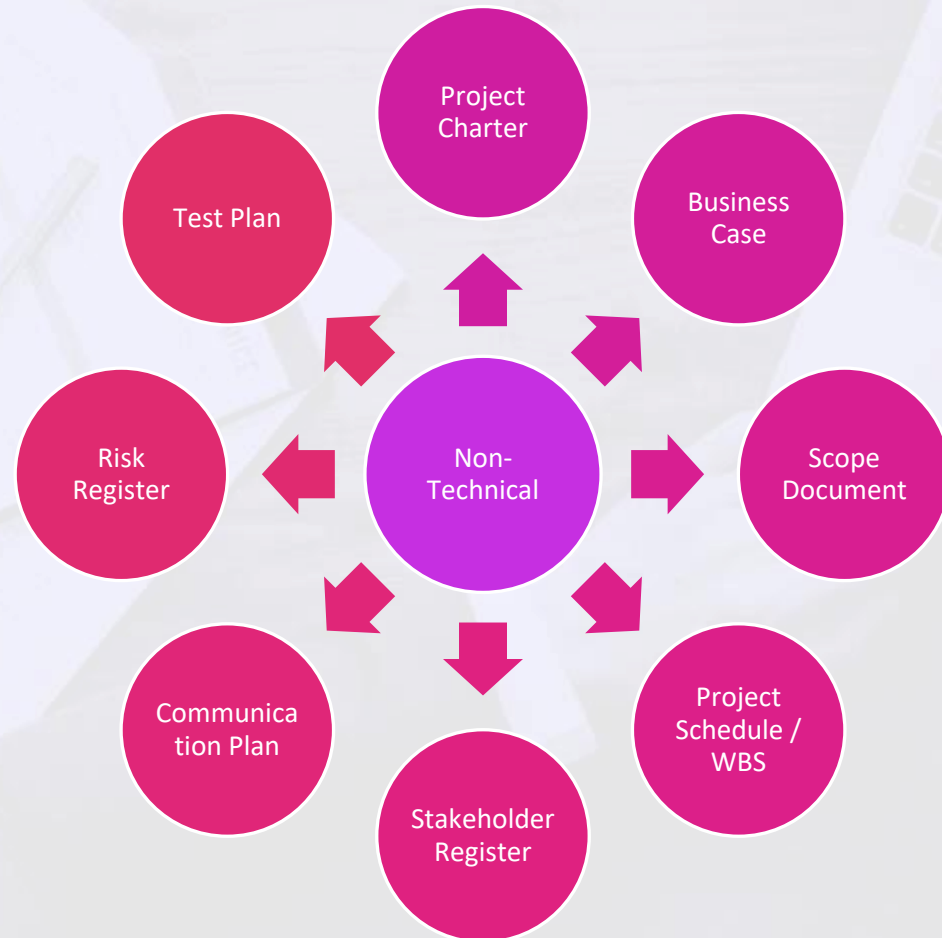 Project
Charter
Business
Case
Scope
Document
Project
Schedule /
WBS
Stakeholder
Register
Communica
tion Plan
Risk
Register
Test Plan
Non-
Technical